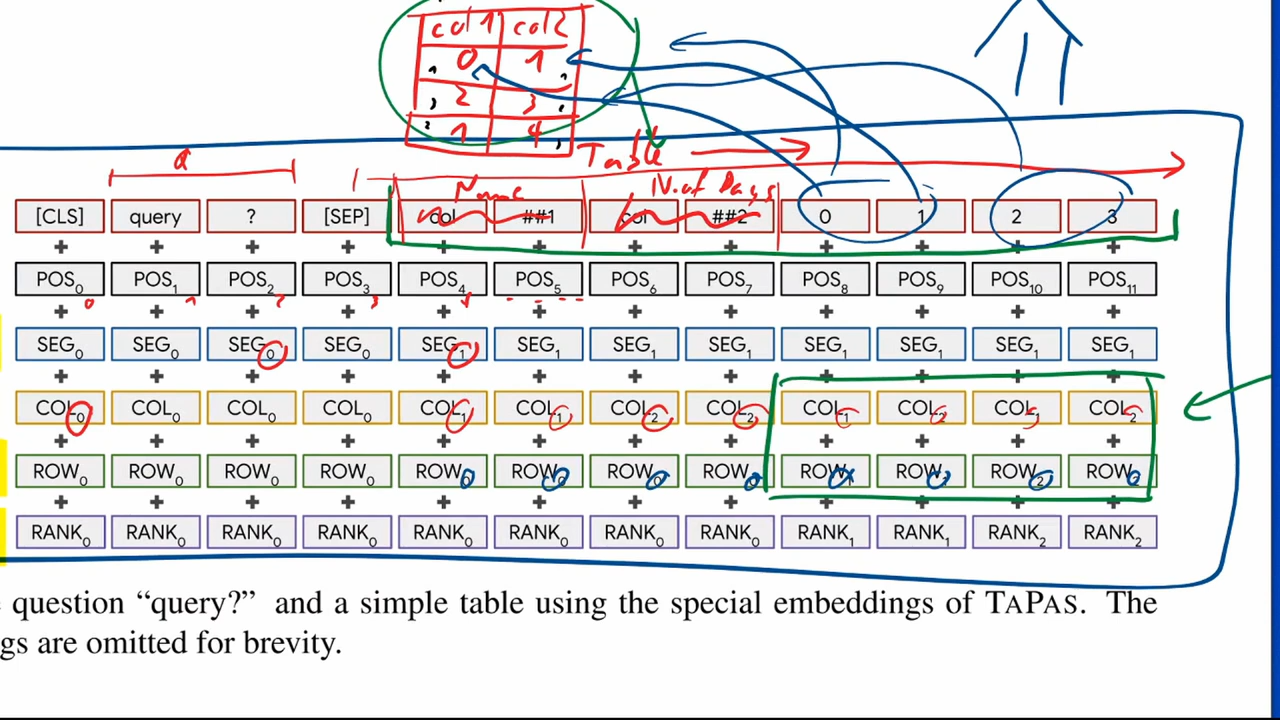 col 1 col2
0 1
2 3
1 4
Table
Q
Name N.of Days
[CLS] query ? [SEP] col ##1 col ##2 0 1 2 3
+ + + + + + + + + + + +
POS0 POS1 POS2 POS3 POS4 POS5 POS6 POS7 POS8 POS9 POS10 POS11
+ + + + + + + + + + + +
SEG0 SEG0 SEG0 SEG0 SEG1 SEG1 SEG1 SEG1 SEG1 SEG1 SEG1 SEG1
+ + + + + + + + + + + +
COL0 COL0 COL0 COL0 COL1 COL1 COL2 COL2 COL1 COL2 COL1 COL2
+ + + + + + + + + + + +
ROW0 ROW0 ROW0 ROW0 ROW0 ROW0 ROW0 ROW0 ROW1 ROW1 ROW2 ROW2
+ + + + + + + + + + + +
RANK0 RANK0 RANK0 RANK0 RANK0 RANK0 RANK0 RANK0 RANK1 RANK1 RANK2 RANK2
question “query?” and a simple table using the special embeddings of TAPAS. The
gs are omitted for brevity.